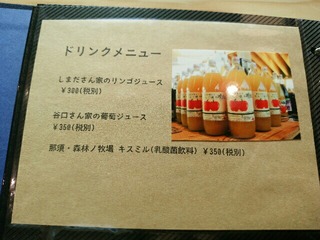 ドリンクメニュー
しまださん家のリンゴジュース
￥300(税別)
谷口さん家の葡萄ジュース
￥350(税別)
那須・森林ノ牧場 キスミル(乳酸菌飲料) ￥350(税別)